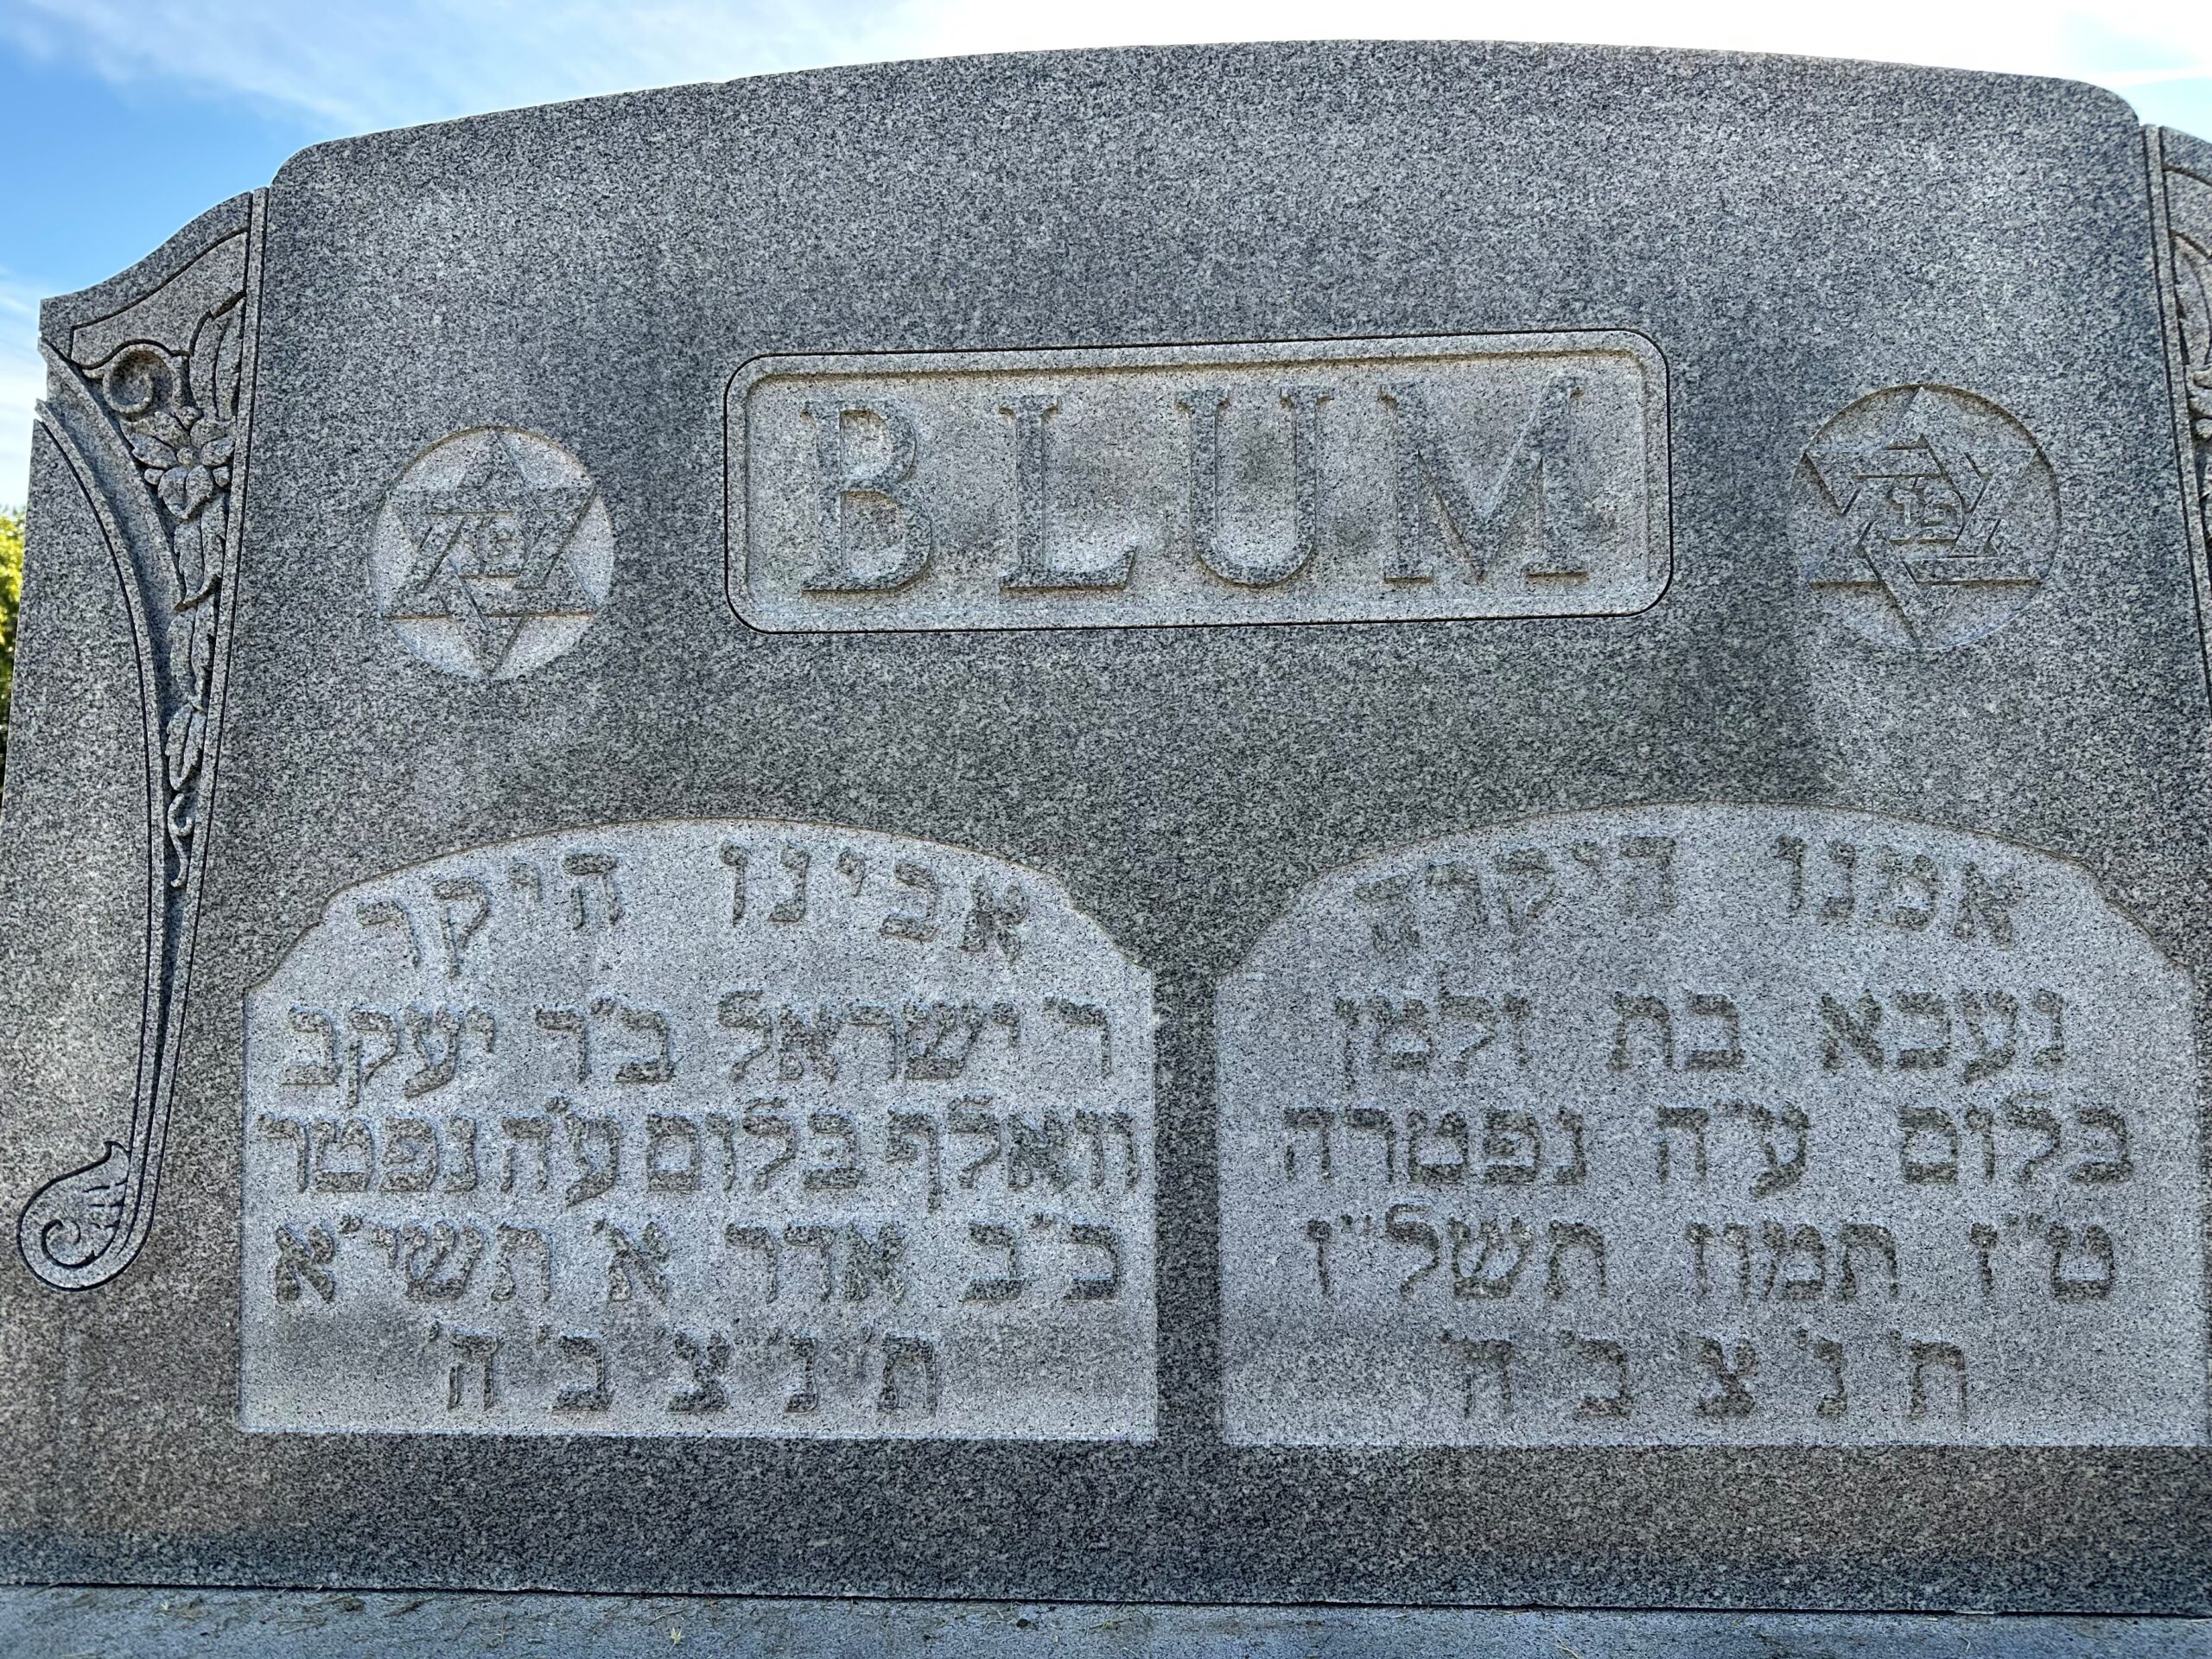 BLUM
אמנו היקרה
נעכא בת זלמן
בלום ע"ה נפטרה
ט"ז תמוז תשל"ז
ת נ צ ב ה
אבינו היקר
ר' ישראל ב"ר יעקב
וואלף בלום ע"ה נפטר
כ"ב אדר א' תשי"א
ת' נ' צ' ב' ה'